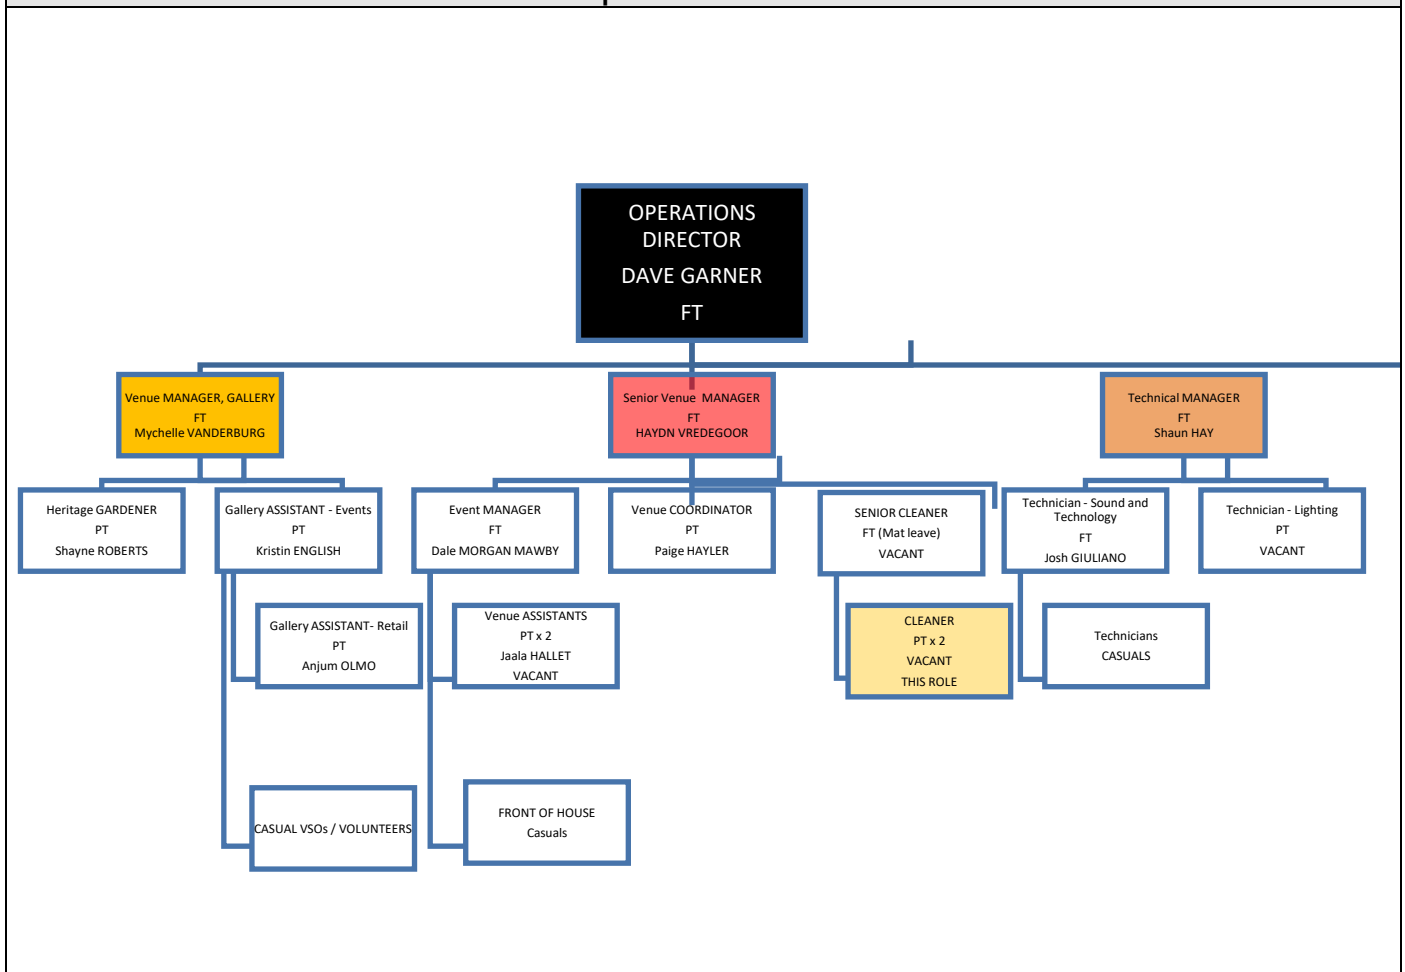 OPERATIONS
DIRECTOR
DAVE GARNER
FT
Venue MANAGER, GALLERY
FT
Mychelle VANDERBURG
Senior Venue  MANAGER
FT
HAYDN VREDEGOOR
Technical MANAGER
FT
Shaun HAY
Heritage GARDENER
PT
Shayne ROBERTS
Gallery ASSISTANT - Events
PT
Kristin ENGLISH
Event MANAGER
FT
Dale MORGAN MAWBY
Venue COORDINATOR
PT
Paige HAYLER
SENIOR CLEANER
FT (Mat leave)
VACANT
Technician - Sound and
Technology
FT
Josh GIULIANO
Technician - Lighting
PT
VACANT
Gallery ASSISTANT- Retail
PT
Anjum OLMO
Venue ASSISTANTS
PT x 2
Jaala HALLET
VACANT
CLEANER
PT x 2
VACANT
THIS ROLE
Technicians
CASUALS
CASUAL VSOs / VOLUNTEERS
FRONT OF HOUSE
Casuals